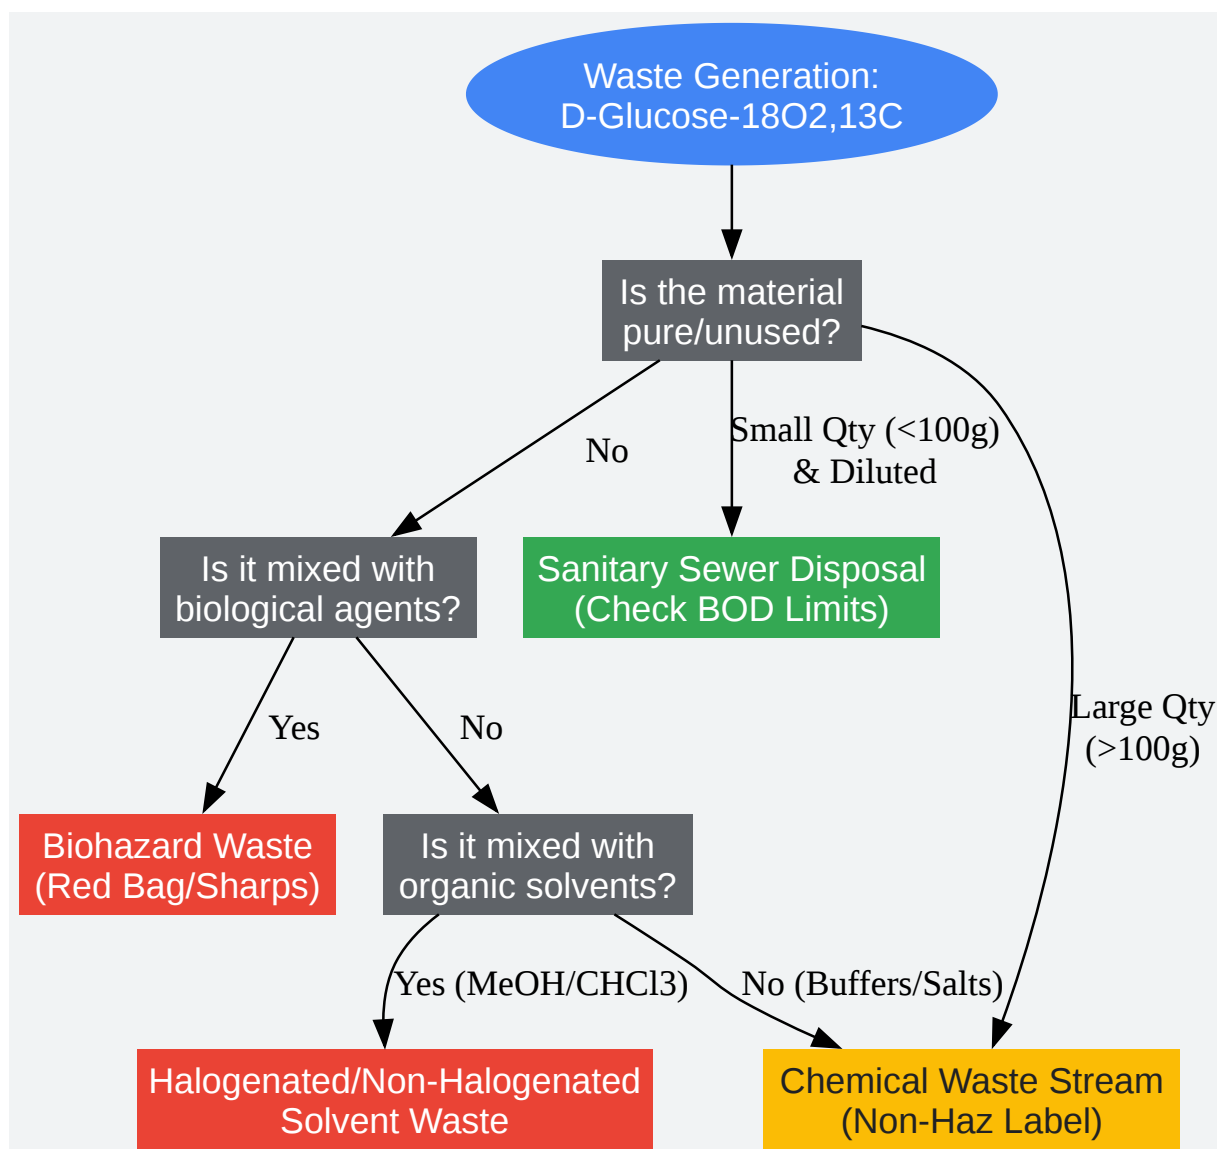 Waste Generation:
D-Glucose-18O2,13C
Is the material
pure/unused?
No
Small Qty (<100g)
& Diluted
Is it mixed with
biological agents?
Sanitary Sewer Disposal
(Check BOD Limits)
Yes
No
Large Qty
(>100g)
Biohazard Waste
(Red Bag/Sharps)
Is it mixed with
organic solvents?
Yes (MeOH/CHCl3)
No (Buffers/Salts)
Halogenated/Non-Halogenated
Solvent Waste
Chemical Waste Stream
(Non-Haz Label)